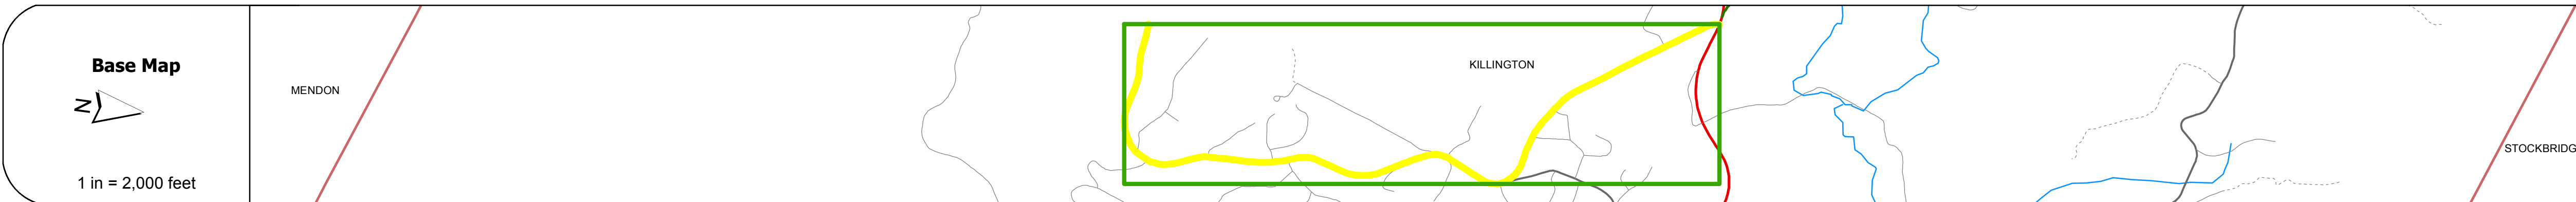 Base Map
N
1 in = 2,000 feet
MENDON
KILLINGTON
STOCKBRIDG